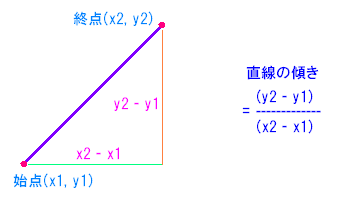 終点(x2, y2)
y2 - y1
x2 - x1
始点(x1, y1)
直線の傾き
= (y2 - y1)
-------------
(x2 - x1)